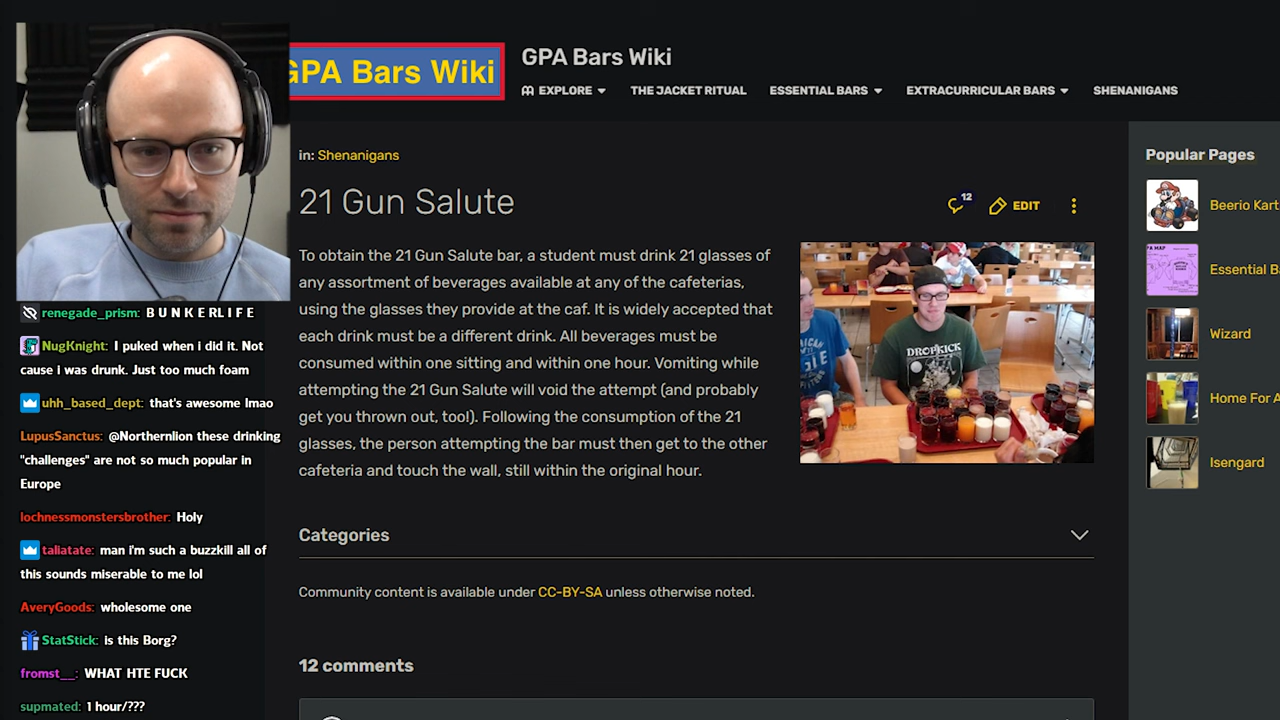 GPA Bars Wiki
GPA Bars Wiki
EXPLORE
THE JACKET RITUAL
ESSENTIAL BARS
EXTRACURRICULAR BARS
SHENANIGANS
in: Shenanigans
21 Gun Salute
12
EDIT
To obtain the 21 Gun Salute bar, a student must drink 21 glasses of
any assortment of beverages available at any of the cafeterias,
using the glasses they provide at the caf. It is widely accepted that
each drink must be a different drink. All beverages must be
consumed within one sitting and within one hour. Vomiting while
attempting the 21 Gun Salute will void the attempt (and probably
get you thrown out, too!). Following the consumption of the 21
glasses, the person attempting the bar must then get to the other
cafeteria and touch the wall, still within the original hour.
DROPKICK
Categories
Community content is available under CC-BY-SA unless otherwise noted.
12 comments
Popular Pages
Beerio Kart
Essential B
Wizard
Home For A
Isengard
renegade_prism: B U N K E R L I F E
NugKnight: I puked when i did it. Not
cause i was drunk. Just too much foam
uhh_based_dept: that's awesome lmao
LupusSanctus: @Northernlion these drinking
"challenges" are not so much popular in
Europe
lochnessmonstersbrother: Holy
taliatate: man i'm such a buzzkill all of
this sounds miserable to me lol
AveryGoods: wholesome one
StatStick: is this Borg?
fromst__: WHAT HTE FUCK
supmated: 1 hour/???